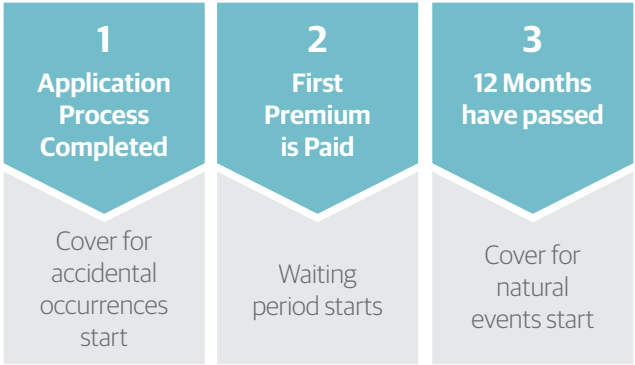 1
Application
Process
Completed
Cover for
accidental
occurrences
start
2
First
Premium
is Paid
Waiting
period starts
3
12 Months
have passed
Cover for
natural
events start